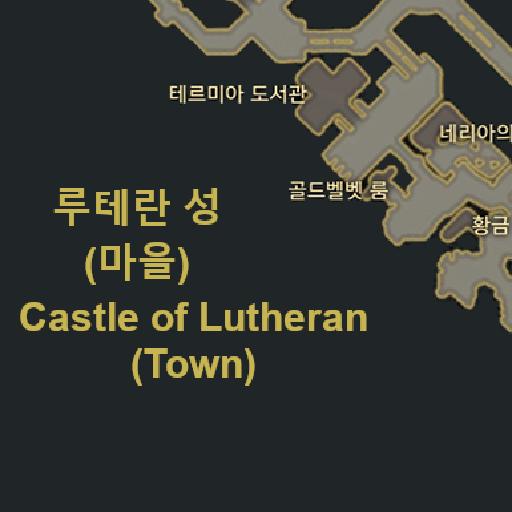 테르미아 도서관
네리아의
골드벨벳 룸
황금
루테란 성
(마을)
Castle of Lutheran
(Town)